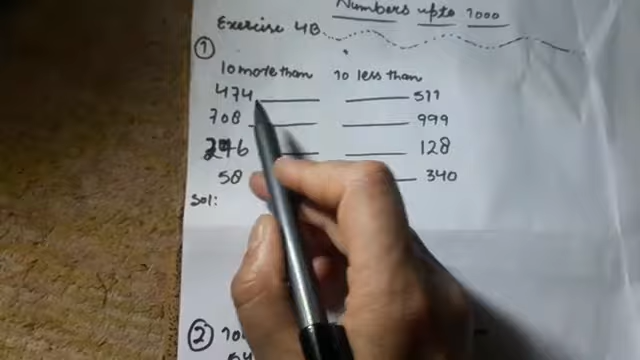 Numbers upto 1000
Exercise 4B
1
10 more than 10 less than
474 511
708 999
246 128
58 340
Sol:
2